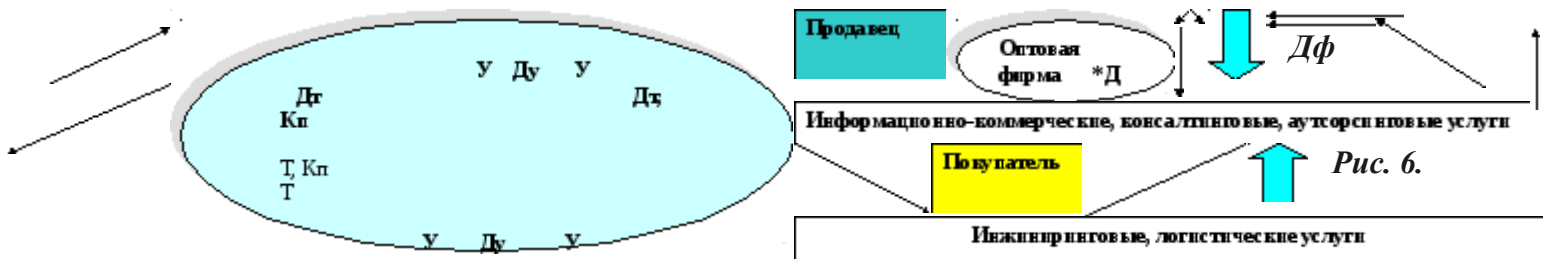 У Ду У
Дт Дт,
Кп
Т, Кп
Т
У Ду У
Продавец
Оптовая
фирма *Д
Дф
Информационно-коммерческие, консалтинговые, аутсорсинговые услуги
Покупатель
Рис. 6.
Инжиниринговые, логистические услуги